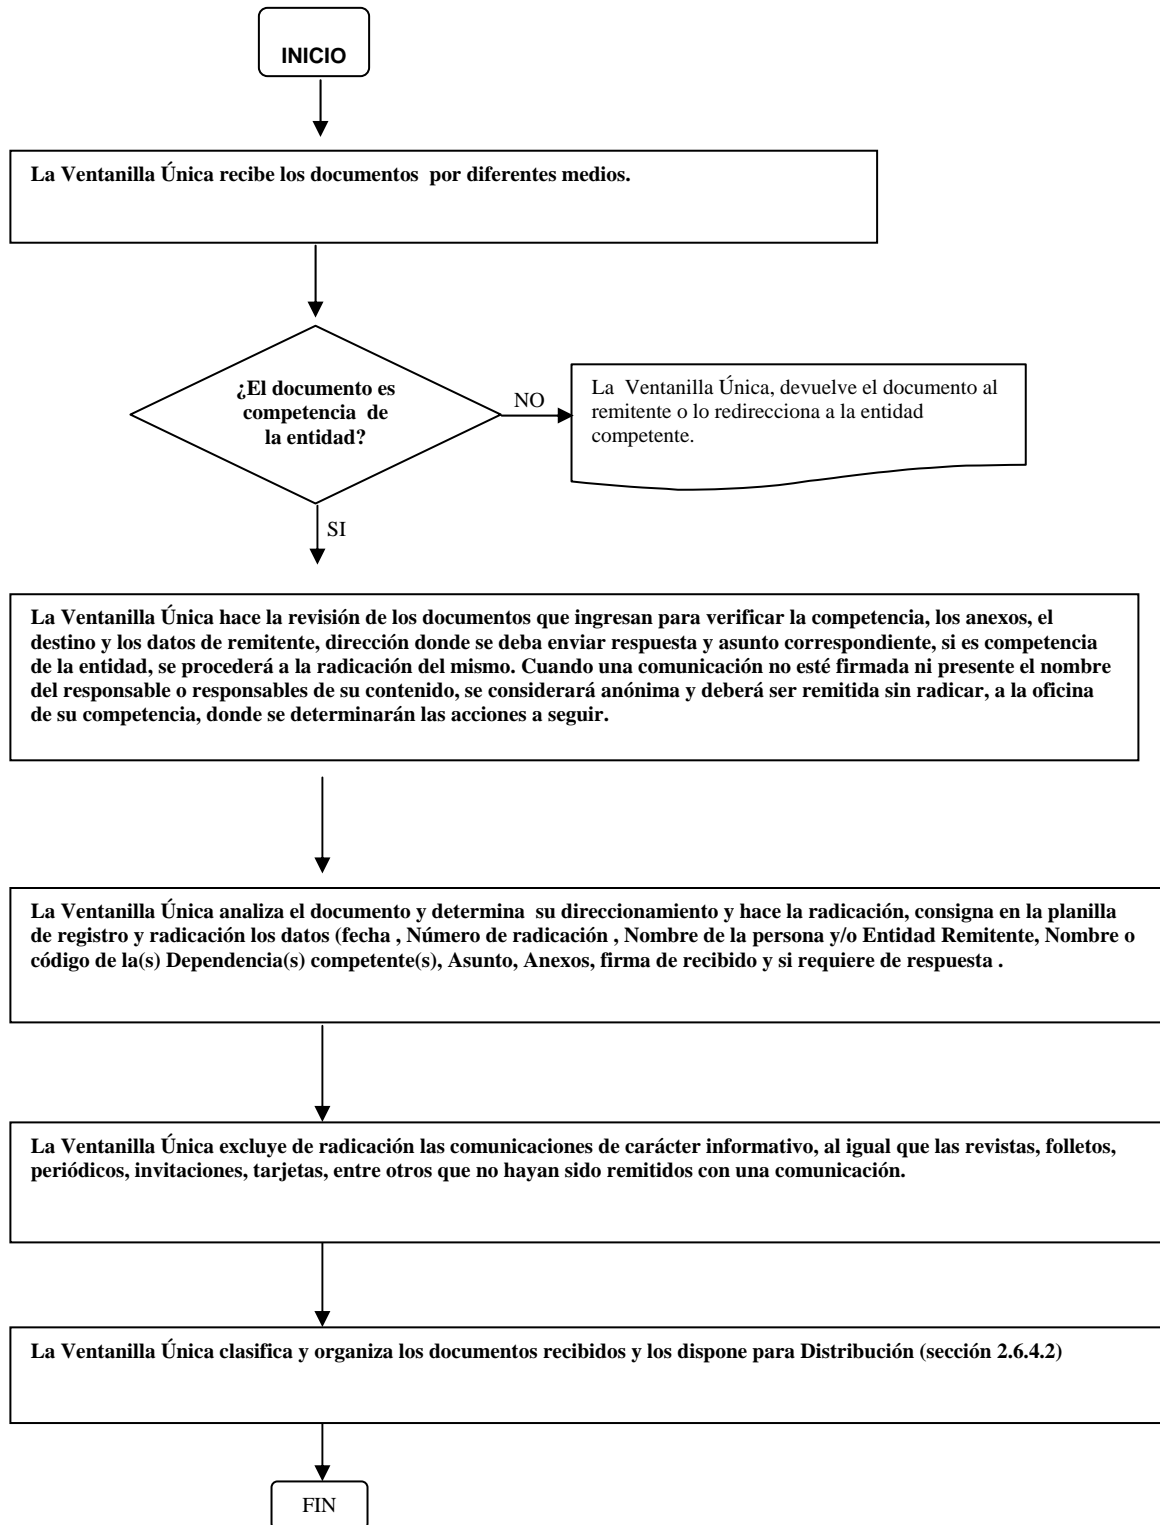 INICIO
La Ventanilla Única recibe los documentos por diferentes medios.
¿El documento es
competencia de
la entidad?
NO
La Ventanilla Única, devuelve el documento al
remitente o lo redirecciona a la entidad
competente.
SI
La Ventanilla Única hace la revisión de los documentos que ingresan para verificar la competencia, los anexos, el
destino y los datos de remitente, dirección donde se deba enviar respuesta y asunto correspondiente, si es competencia
de la entidad, se procederá a la radicación del mismo. Cuando una comunicación no esté firmada ni presente el nombre
del responsable o responsables de su contenido, se considerará anónima y deberá ser remitida sin radicar, a la oficina
de su competencia, donde se determinarán las acciones a seguir.
La Ventanilla Única analiza el documento y determina su direccionamiento y hace la radicación, consigna en la planilla
de registro y radicación los datos (fecha , Número de radicación , Nombre de la persona y/o Entidad Remitente, Nombre o
código de la(s) Dependencia(s) competente(s), Asunto, Anexos, firma de recibido y si requiere de respuesta .
La Ventanilla Única excluye de radicación las comunicaciones de carácter informativo, al igual que las revistas, folletos,
periódicos, invitaciones, tarjetas, entre otros que no hayan sido remitidos con una comunicación.
La Ventanilla Única clasifica y organiza los documentos recibidos y los dispone para Distribución (sección 2.6.4.2)
FIN